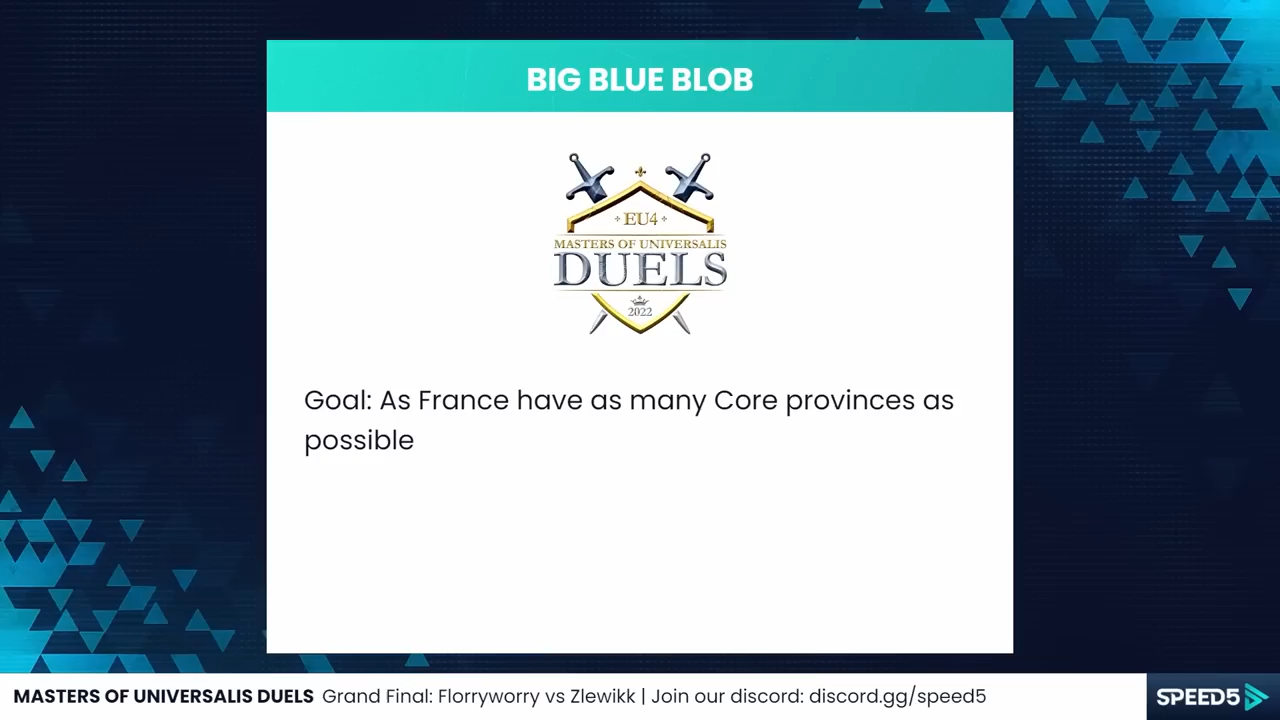 BIG BLUE BLOB
EU4
MASTERS OF UNIVERSALIS
DUELS
2022
Goal: As France have as many Core provinces as
possible
MASTERS OF UNIVERSALIS DUELS Grand Final: Florryworry vs Zlewikk | Join our discord: discord.gg/speed5
SPEED5